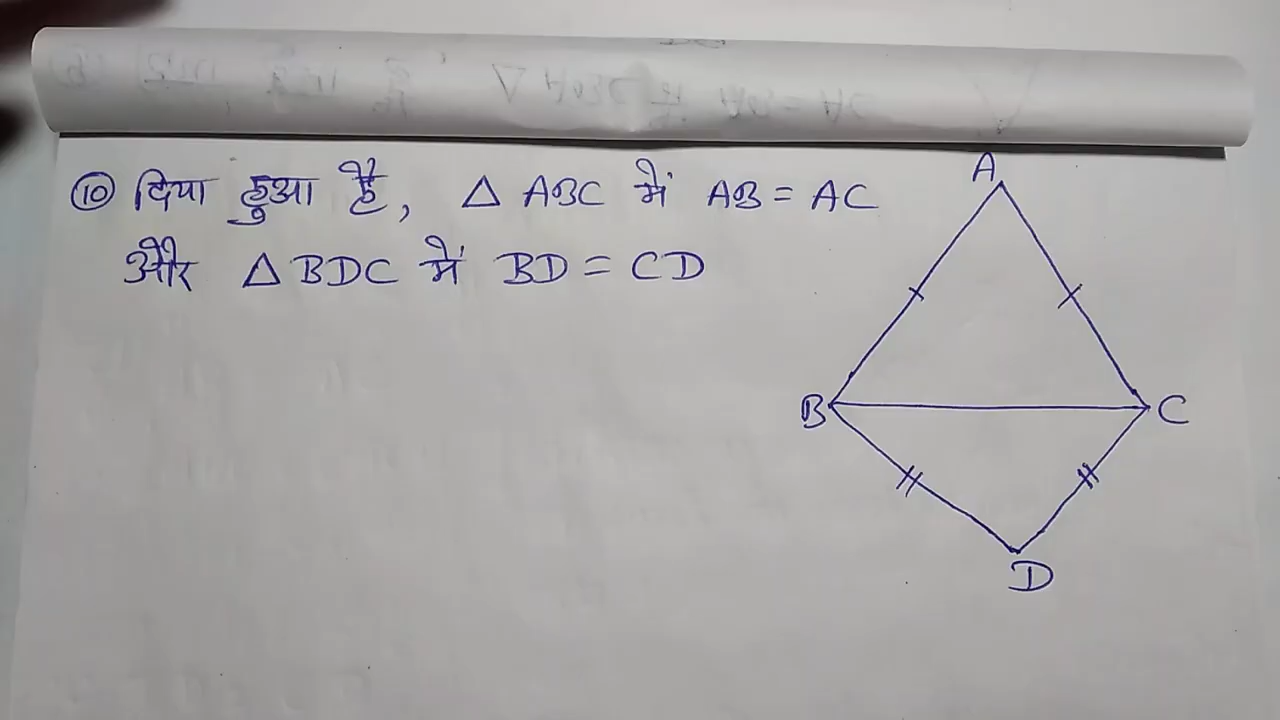 ⑩ दिया हुआ है, △ ABC में AB = AC
और △ BDC में BD = CD
A
B
C
D